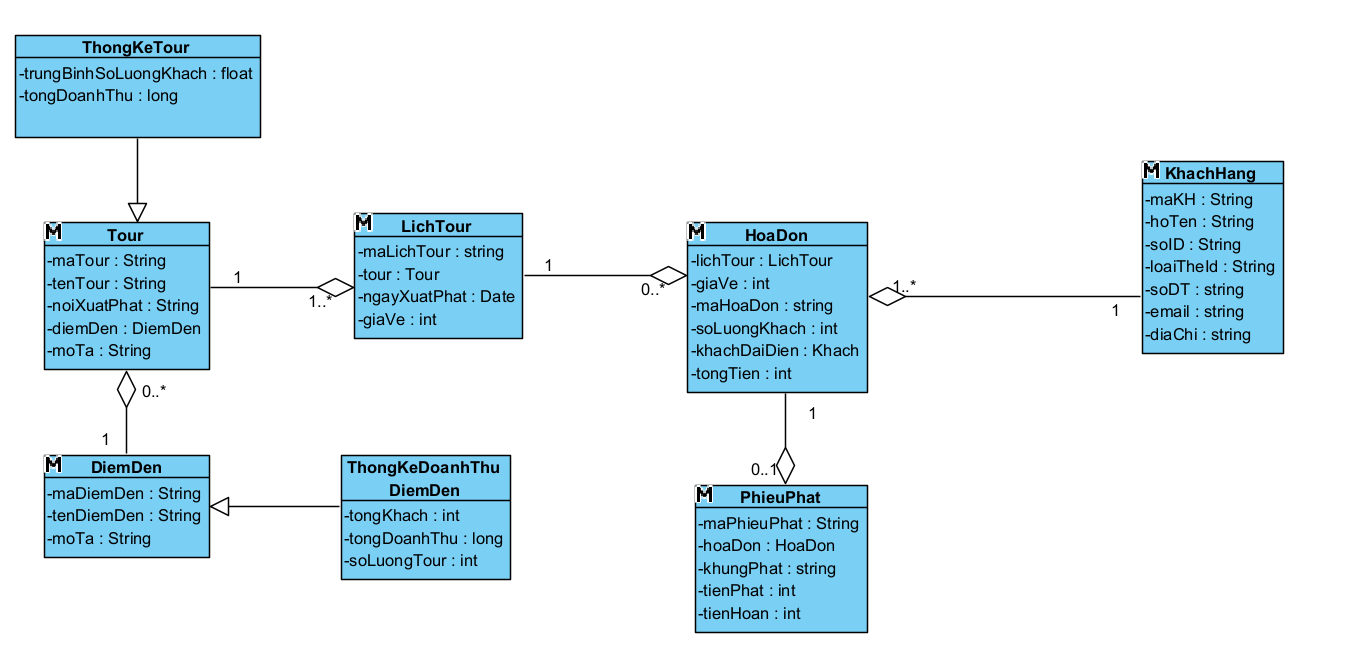 ThongKeTour
-trungBinhSoLuongKhach : float
-tongDoanhThu : long
M
Tour
-maTour : String
-tenTour : String
-noiXuatPhat : String
-diemDen : DiemDen
-moTa : String
1
1..*
M
LichTour
-maLichTour : string
-tour : Tour
-ngayXuatPhat : Date
-giaVe : int
1
0..*
M
HoaDon
-lichTour : LichTour
-giaVe : int
-maHoaDon : string
-soLuongKhach : int
-khachDaiDien : Khach
-tongTien : int
1..*
1
M
KhachHang
-maKH : String
-hoTen : String
-soID : String
-loaiTheId : String
-soDT : string
-email : string
-diaChi : string
0..*
1
M
DiemDen
-maDiemDen : String
-tenDiemDen : String
-moTa : String
ThongKeDoanhThu
DiemDen
-tongKhach : int
-tongDoanhThu : long
-soLuongTour : int
1
0..1
M
PhieuPhat
-maPhieuPhat : String
-hoaDon : HoaDon
-khungPhat : string
-tienPhat : int
-tienHoan : int